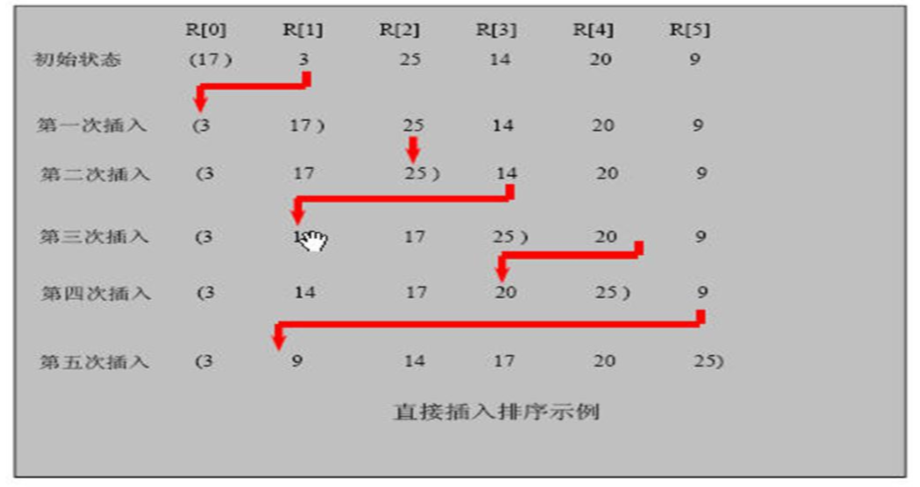 R[0] R[1] R[2] R[3] R[4] R[5]
初始状态 (17) 3 25 14 20 9
第一次插入 (3 17) 25 14 20 9
第二次插入 (3 17 25) 14 20 9
第三次插入 (3 17 25) 20 9
第四次插入 (3 14 17 20 25) 9
第五次插入 (3 9 14 17 20 25)
直接插入排序示例